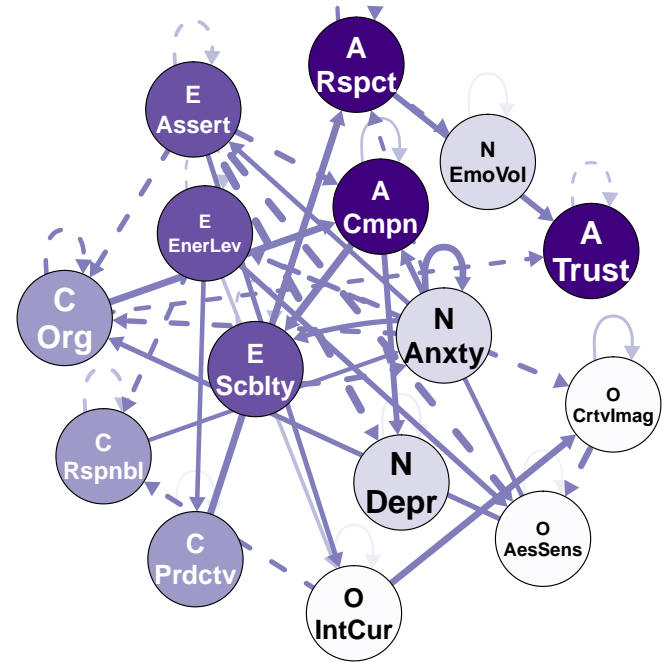 A
Rspct
E
Assert
N
EmoVol
A
Cmpn
E
EnerLev
A
Trust
C
Org
N
Anxty
E
Scblty
O
CrtvImag
C
Rspnbl
N
Depr
O
AesSens
C
Prdctv
O
IntCur